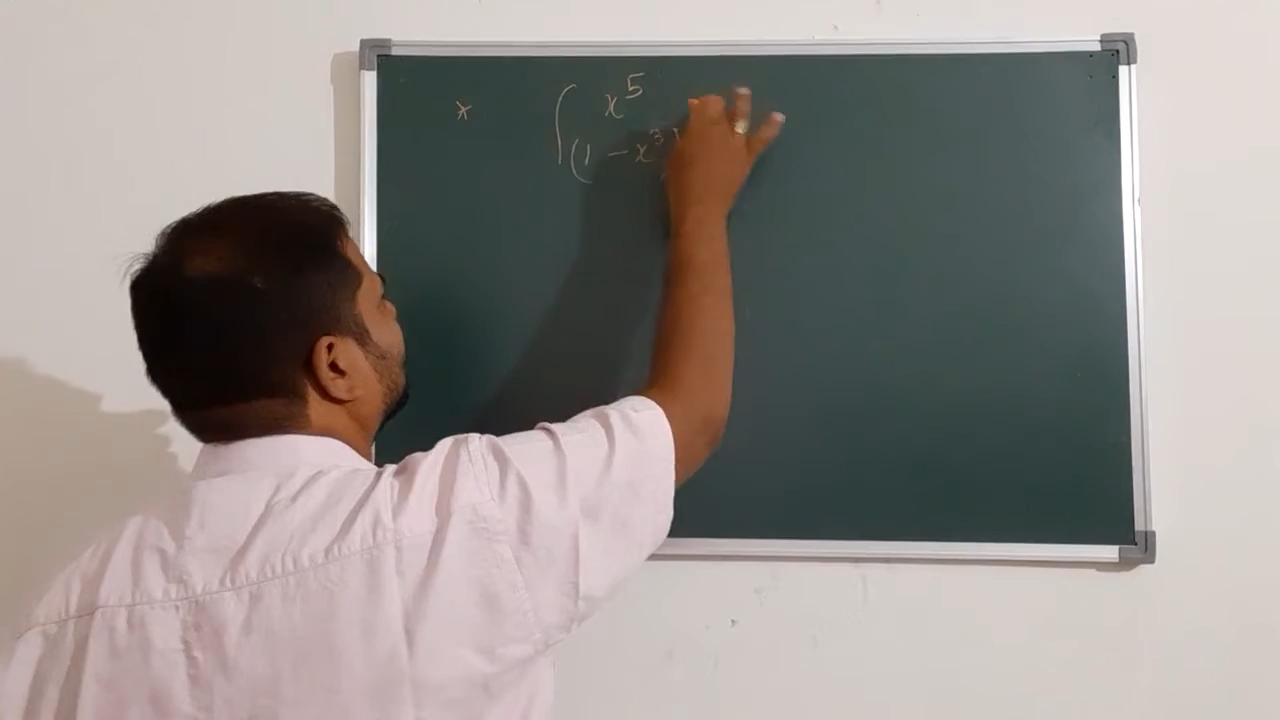 * ∫ x⁵
(1 - x³)